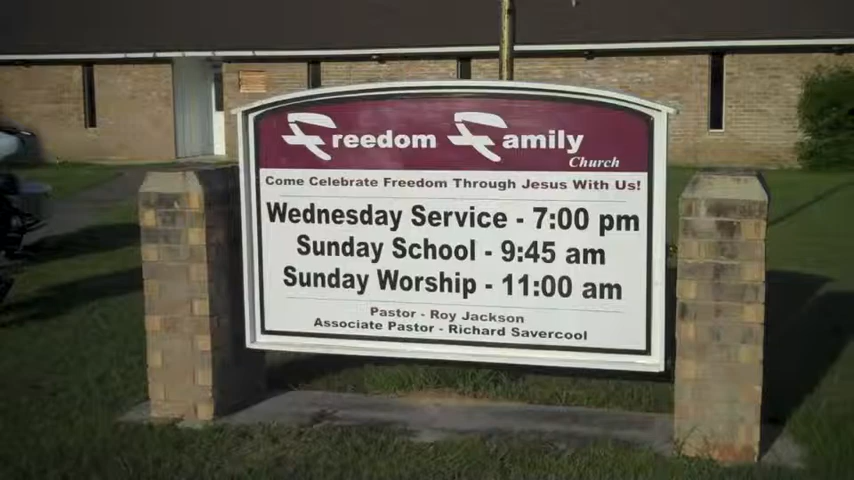 Freedom Family
Church
Come Celebrate Freedom Through Jesus With Us!
Wednesday Service - 7:00 pm
Sunday School - 9:45 am
Sunday Worship - 11:00 am
Pastor - Roy Jackson
Associate Pastor - Richard Savercool